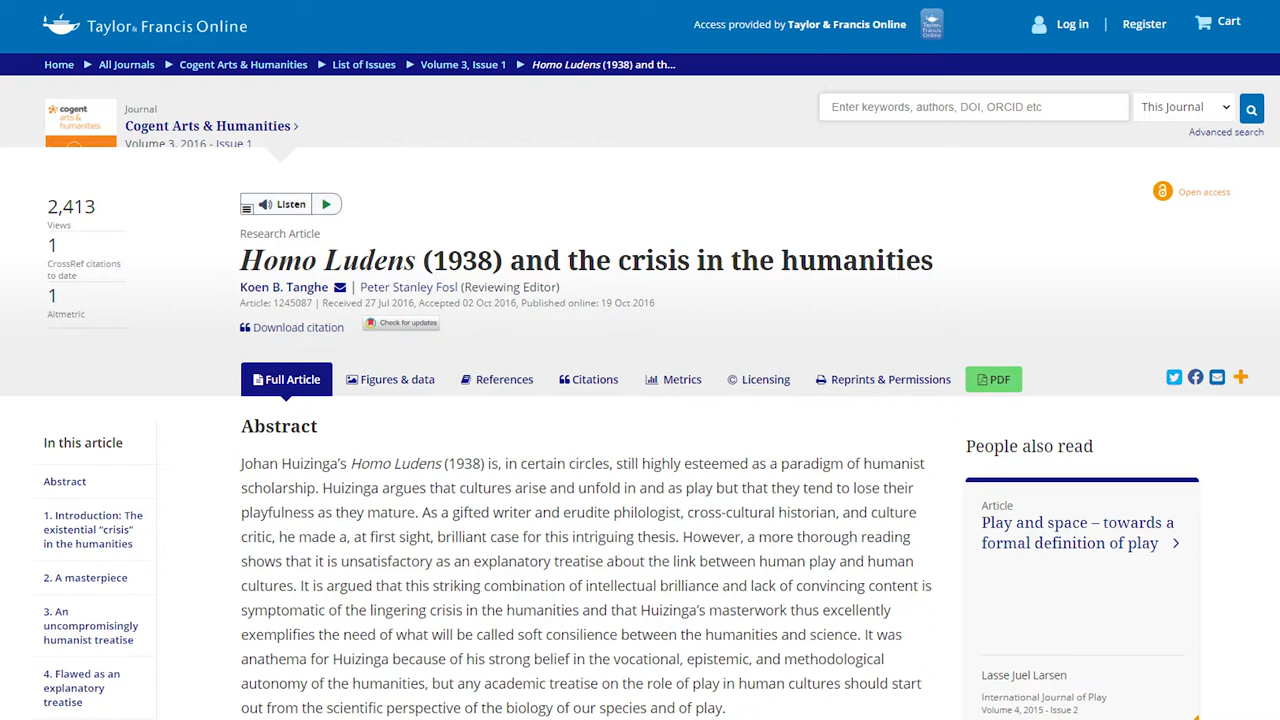 Taylor & Francis Online
Access provided by Taylor & Francis Online
Log in | Register
Cart
Home ▶ All Journals ▶ Cogent Arts & Humanities ▶ List of Issues ▶ Volume 3, Issue 1 ▶ Homo Ludens (1938) and th...
cogent
arts &
humanities
Journal
Cogent Arts & Humanities ›
Volume 3, 2016 - Issue 1
Enter keywords, authors, DOI, ORCID etc
This Journal
Advanced search
2,413
Views
1
CrossRef citations
to date
1
Altmetric
Listen
Open access
Research Article
Homo Ludens (1938) and the crisis in the humanities
Koen B. Tanghe | Peter Stanley Fosl (Reviewing Editor)
Article: 1245087 | Received 27 Jul 2016, Accepted 02 Oct 2016, Published online: 19 Oct 2016
Download citation
Check for updates
Full Article
Figures & data
References
Citations
Metrics
Licensing
Reprints & Permissions
PDF
In this article
Abstract
1. Introduction: The
existential “crisis”
in the humanities
2. A masterpiece
3. An
uncompromisingly
humanist treatise
4. Flawed as an
explanatory
treatise
Abstract
Johan Huizinga’s Homo Ludens (1938) is, in certain circles, still highly esteemed as a paradigm of humanist
scholarship. Huizinga argues that cultures arise and unfold in and as play but that they tend to lose their
playfulness as they mature. As a gifted writer and erudite philologist, cross-cultural historian, and culture
critic, he made a, at first sight, brilliant case for this intriguing thesis. However, a more thorough reading
shows that it is unsatisfactory as an explanatory treatise about the link between human play and human
cultures. It is argued that this striking combination of intellectual brilliance and lack of convincing content is
symptomatic of the lingering crisis in the humanities and that Huizinga’s masterwork thus excellently
exemplifies the need of what will be called soft consilience between the humanities and science. It was
anathema for Huizinga because of his strong belief in the vocational, epistemic, and methodological
autonomy of the humanities, but any academic treatise on the role of play in human cultures should start
out from the scientific perspective of the biology of our species and of play.
People also read
Article
Play and space – towards a
formal definition of play
Lasse Juel Larsen
International Journal of Play
Volume 4, 2015 - Issue 2